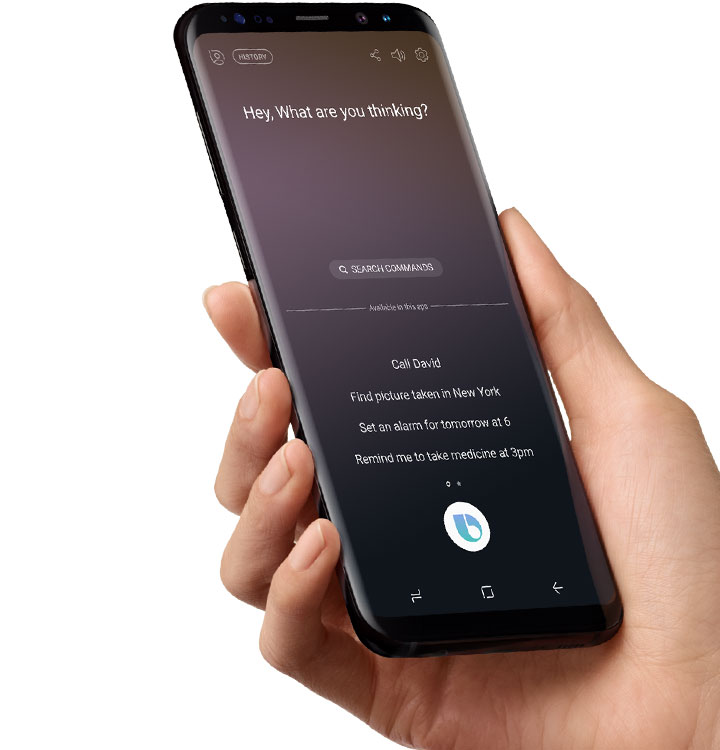 HISTORY
Hey, What are you thinking?
SEARCH COMMANDS
Available in this app
Call David
Find picture taken in New York
Set an alarm for tomorrow at 6
Remind me to take medicine at 3pm